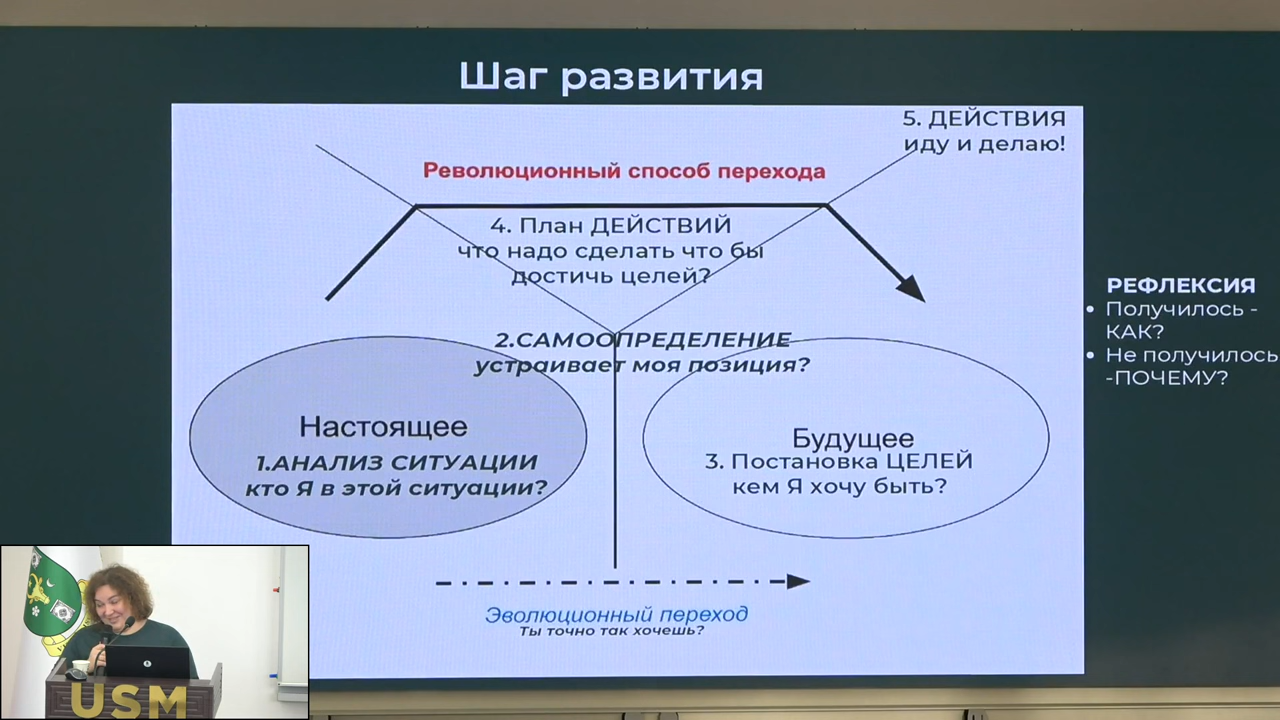 Шаг развития
5. ДЕЙСТВИЯ
иду и делаю!
Революционный способ перехода
4. План ДЕЙСТВИЙ
что надо сделать что бы
достичь целей?
2.САМООПРЕДЕЛЕНИЕ
устраивает моя позиция?
Настоящее
1.АНАЛИЗ СИТУАЦИИ
кто Я в этой ситуации?
Будущее
3. Постановка ЦЕЛЕЙ
кем Я хочу быть?
Эволюционный переход
Ты точно так хочешь?
РЕФЛЕКСИЯ
• Получилось -
КАК?
• Не получилось
-ПОЧЕМУ?
USM